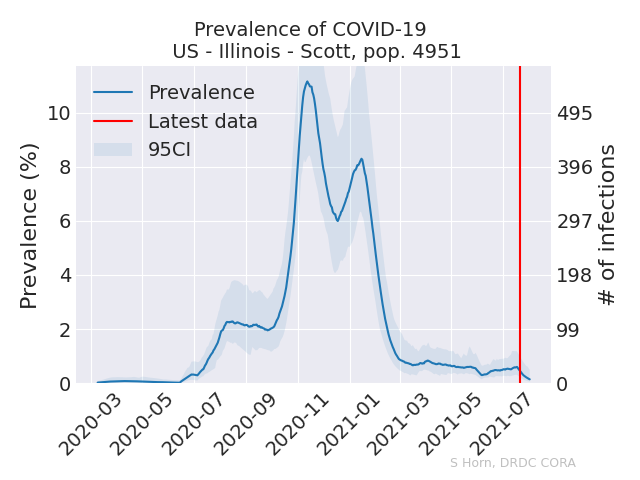 Prevalence of COVID-19
US - Illinois - Scott, pop. 4951
Prevalence
Latest data
95CI
Prevalence (%)
10
8
6
4
2
0
495
396
297
198
99
0
# of infections
2020-03
2020-05
2020-07
2020-09
2020-11
2021-01
2021-03
2021-05
2021-07
S Horn, DRDC CORA